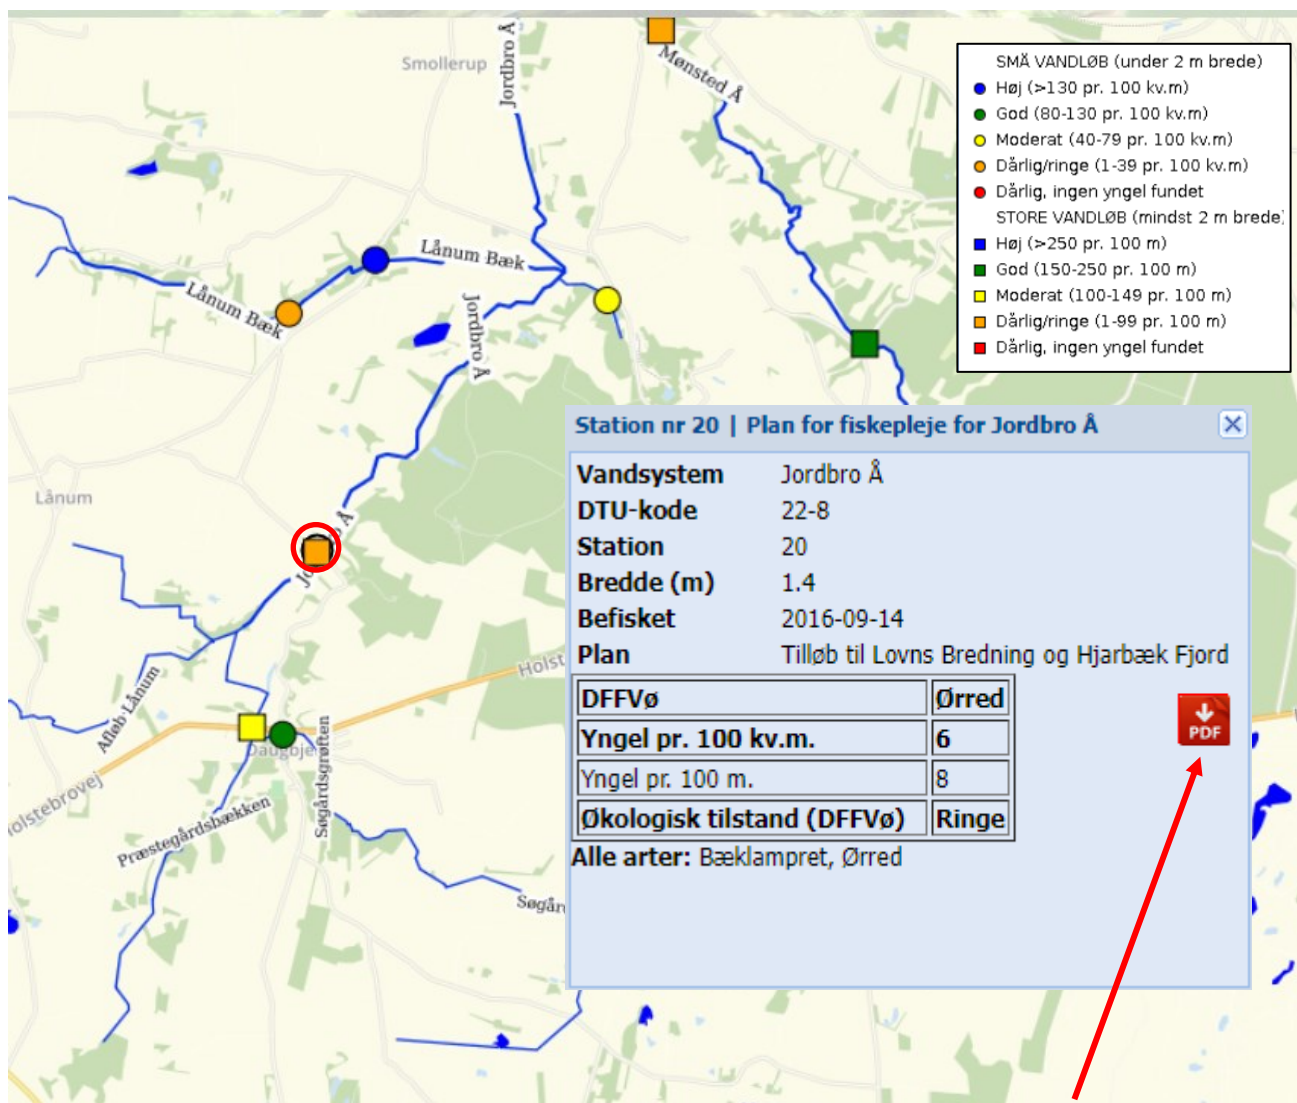 Smollerup
Jordbro Å
Mønsted Å
SMÅ VANDLØB (under 2 m brede)
Høj (>130 pr. 100 kv.m)
God (80-130 pr. 100 kv.m)
Moderat (40-79 pr. 100 kv.m)
Dårlig/ringe (1-39 pr. 100 kv.m)
Dårlig, ingen yngel fundet
STORE VANDLØB (mindst 2 m brede)
Høj (>250 pr. 100 m)
God (150-250 pr. 100 m)
Moderat (100-149 pr. 100 m)
Dårlig/ringe (1-99 pr. 100 m)
Dårlig, ingen yngel fundet
Lånum Bæk
Lånum Bæk
Jordbro Å
Lånum
Jo
o Å
Station nr 20 | Plan for fiskepleje for Jordbro Å
Vandsystem Jordbro Å
DTU-kode 22-8
Station 20
Bredde (m) 1.4
Befisket 2016-09-14
Plan Tilløb til Lovns Bredning og Hjarbæk Fjord
DFFVø Ørred
Yngel pr. 100 kv.m. 6
Yngel pr. 100 m. 8
Økologisk tilstand (DFFVø) Ringe
Alle arter: Bæklampret, Ørred
PDF
Holst
Afløb Lånum
Daugbje
Søgårdsgrøften
olstebrovej
Præstegårdsbækken
Søgår